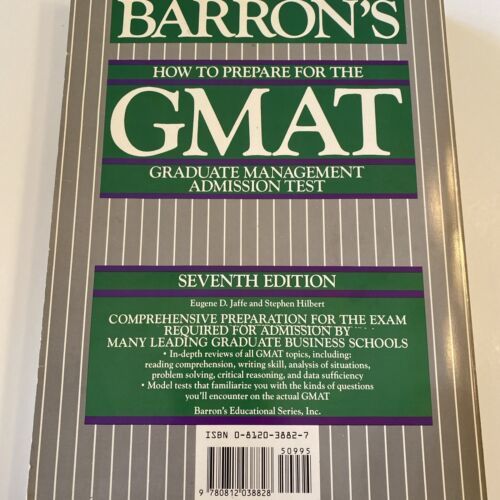 BARRON'S
HOW TO PREPARE FOR THE
GMAT
GRADUATE MANAGEMENT
ADMISSION TEST
SEVENTH EDITION
Eugene D. Jaffe and Stephen Hilbert
COMPREHENSIVE PREPARATION FOR THE EXAM
REQUIRED FOR ADMISSION BY
MANY LEADING GRADUATE BUSINESS SCHOOLS
• In-depth reviews of all GMAT topics, including:
reading comprehension, writing skill, analysis of situations,
problem solving, critical reasoning, and data sufficiency
• Model tests that familiarize you with the kinds of questions
you'll encounter on the actual GMAT
Barron's Educational Series, Inc.
ISBN 0-8120-3882-7
50995
9 780812 038828